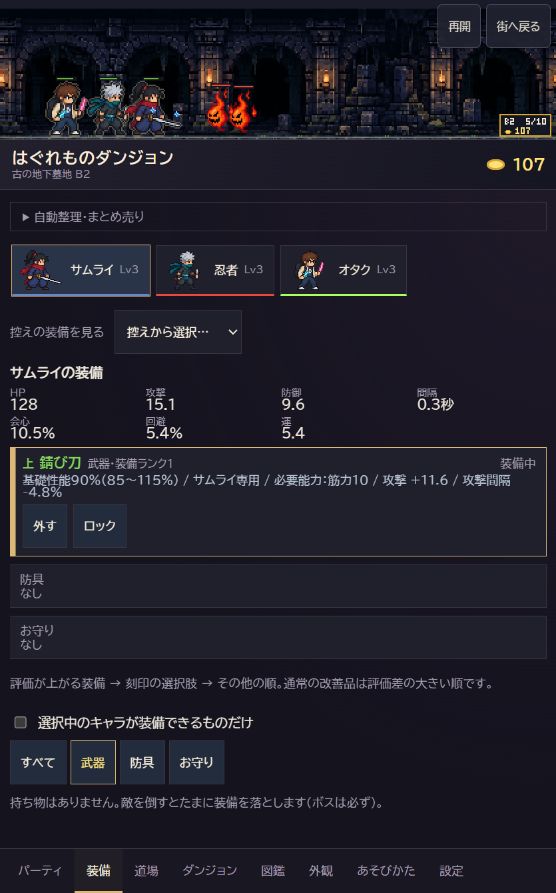 再開
街へ戻る
B2 5/10
107
はぐれものダンジョン
古の地下墓地 B2
107
▶ 自動整理・まとめ売り
サムライ Lv3
忍者 Lv3
オタク Lv3
控えの装備を見る
控えから選択…
サムライの装備
HP
128
攻撃
15.1
防御
9.6
間隔
0.3秒
会心
10.5%
回避
5.4%
運
5.4
上 錆び刀 武器・装備ランク1
装備中
基礎性能90%(85〜115%) / サムライ専用 / 必要能力:筋力10 / 攻撃 +11.6 / 攻撃間隔
-4.8%
外す
ロック
防具
なし
お守り
なし
評価が上がる装備 → 刻印の選択肢 → その他の順。通常の改善品は評価差の大きい順です。
選択中のキャラが装備できるものだけ
すべて
武器
防具
お守り
持ち物はありません。敵を倒すとたまに装備を落とします(ボスは必ず)。
パーティ
装備
道場
ダンジョン
図鑑
外観
あそびかた
設定